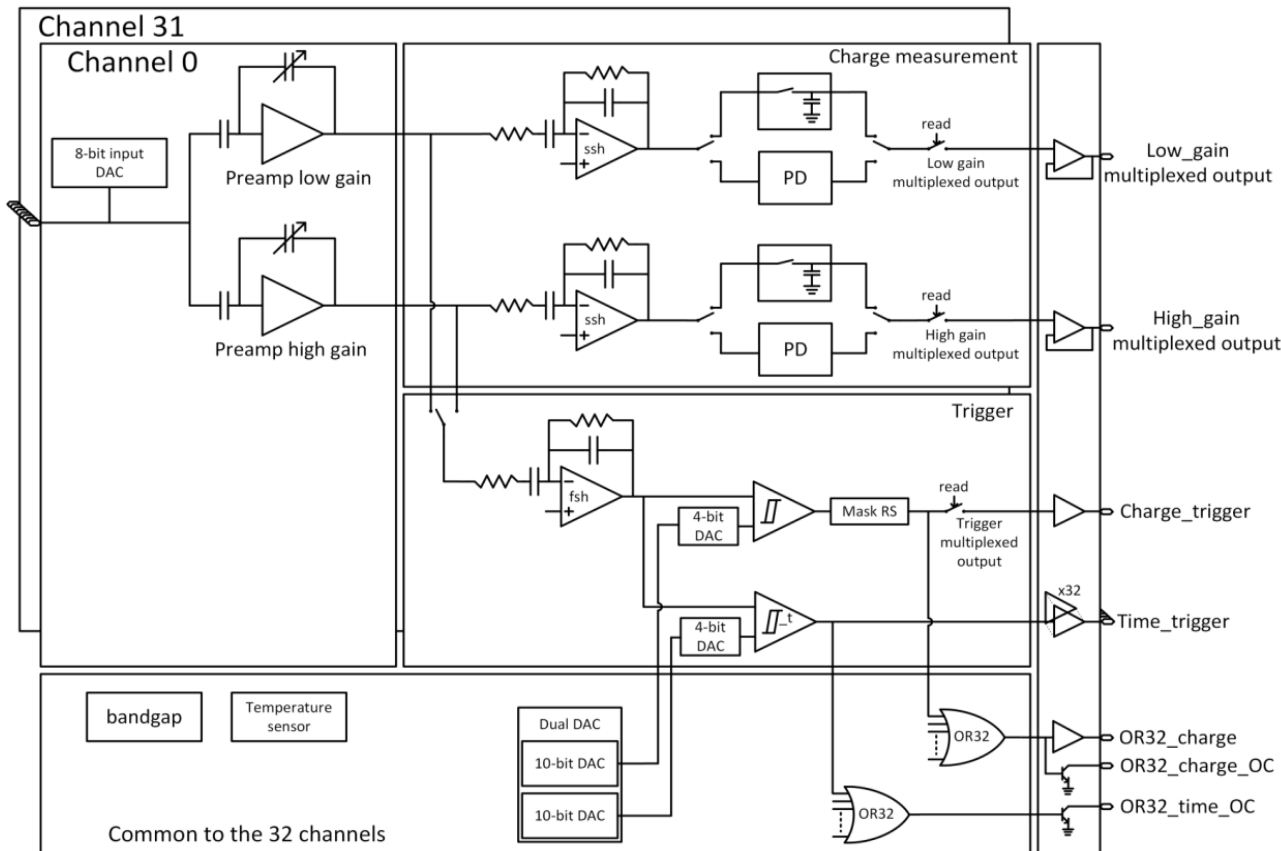 Channel 31
Channel 0
Charge measurement
8-bit input
DAC
Preamp low gain
ssh
PD
read
Low gain
multiplexed output
Low_gain
multiplexed output
Preamp high gain
ssh
PD
read
High gain
multiplexed output
High_gain
multiplexed output
Trigger
fsh
4-bit
DAC
Mask RS
read
Trigger
multiplexed
output
Charge_trigger
4-bit
DAC
_t
x32
Time_trigger
bandgap
Temperature
sensor
Dual DAC
10-bit DAC
10-bit DAC
OR32
OR32
OR32_charge
OR32_charge_OC
OR32_time_OC
Common to the 32 channels